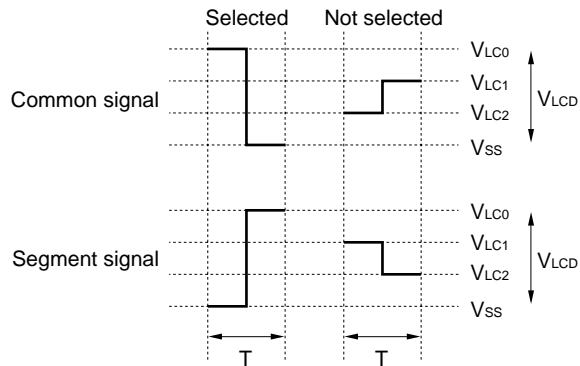 Selected Not selected
VLC0
VLC1
Common signal
VLCD
VLC2
VSS
VLC0
VLC1
Segment signal
VLCD
VLC2
VSS
T T